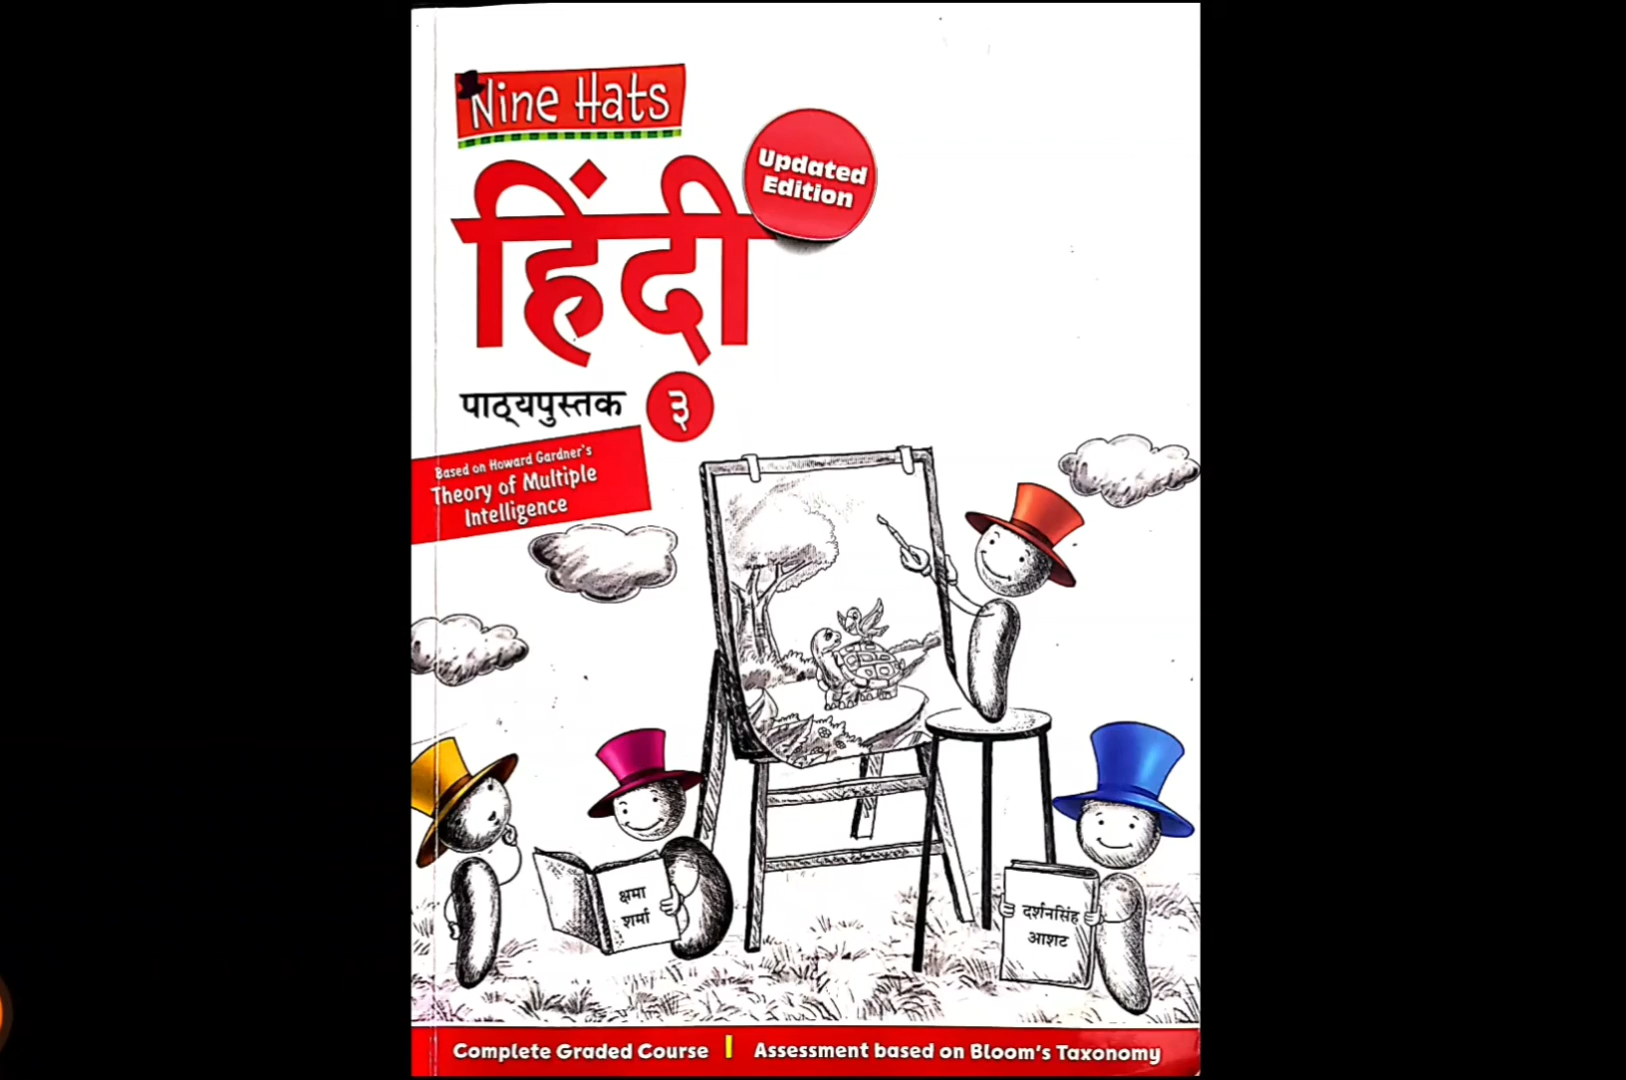 Nine Hats
Updated
Edition
हिंदी
पाठ्यपुस्तक ३
Based on Howard Gardner's
Theory of Multiple
Intelligence
क्षमा
शर्मा
दर्शनसिंह
आशट
Complete Graded Course | Assessment based on Bloom's Taxonomy